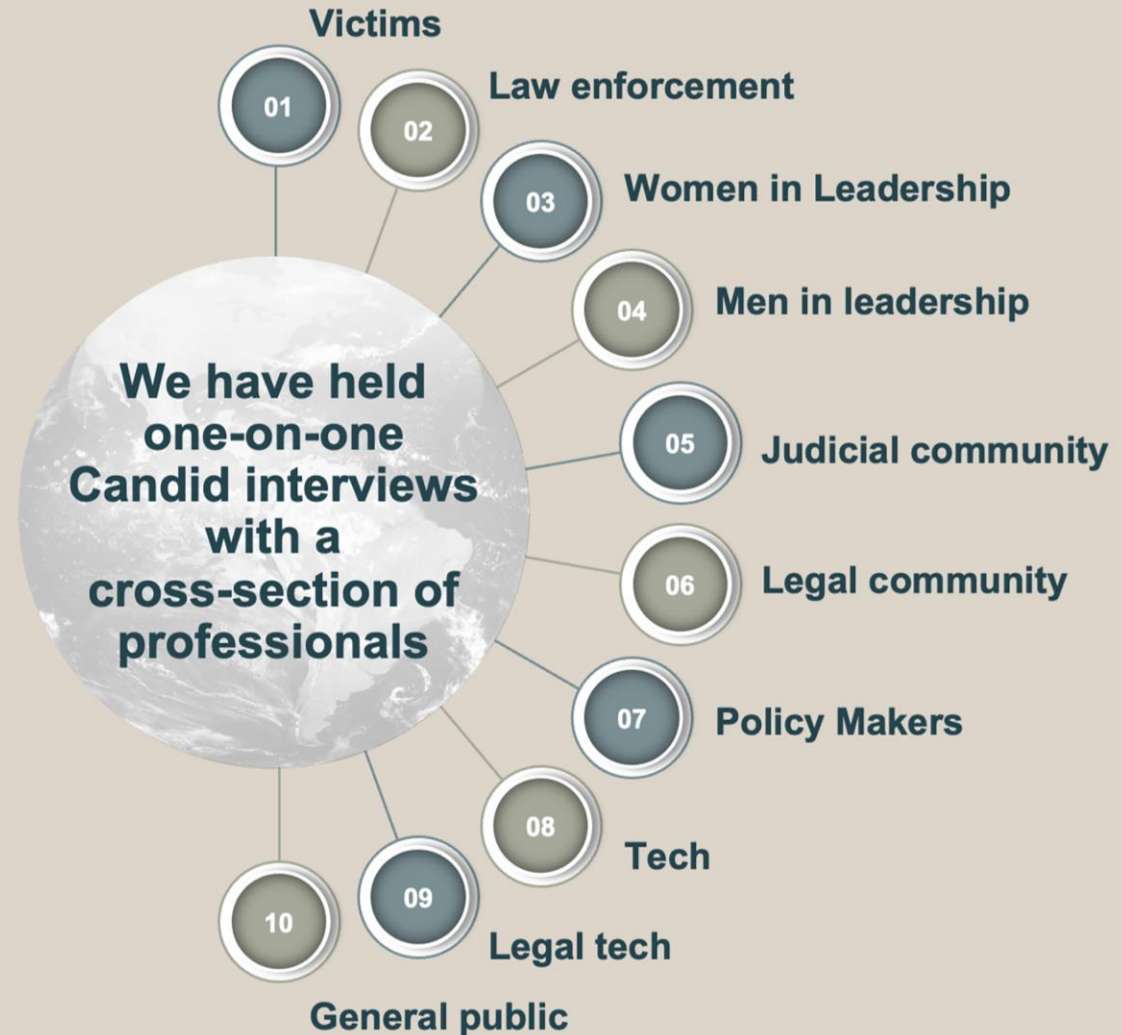 Victims
01
02
Law enforcement
03
Women in Leadership
04
Men in leadership
We have held
one-on-one
Candid interviews
with a
cross-section of
professionals
05
Judicial community
06
Legal community
07
Policy Makers
08
Tech
09
Legal tech
10
General public